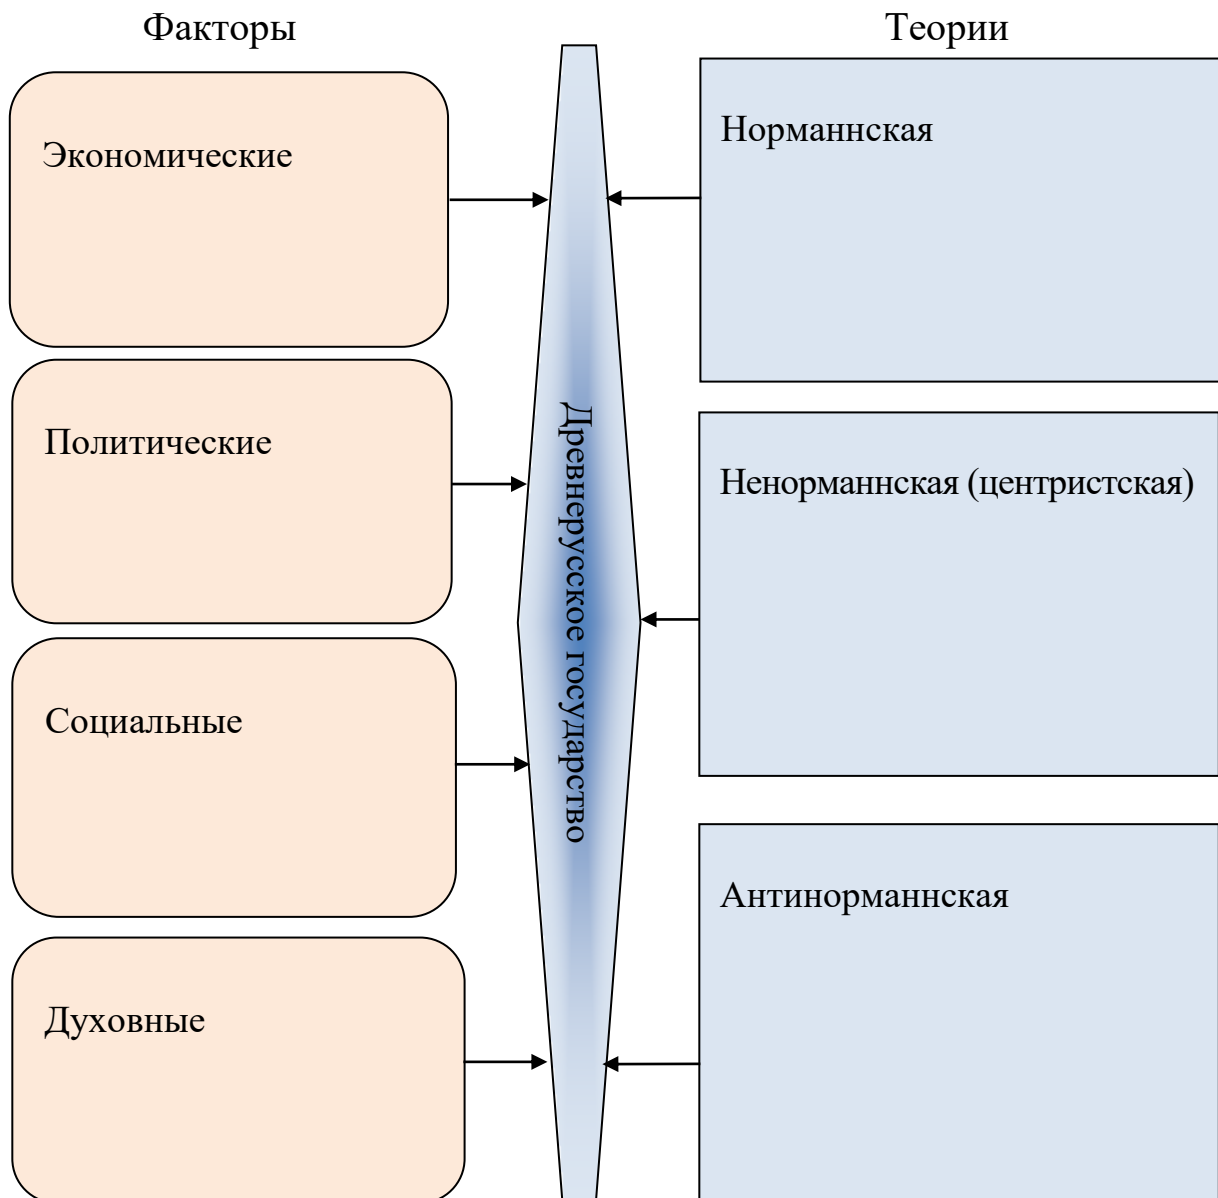 Факторы
Теории
Экономические
Норманнская
Политические
Ненорманнская (центристская)
Древнерусское государство
Социальные
Антинорманнская
Духовные